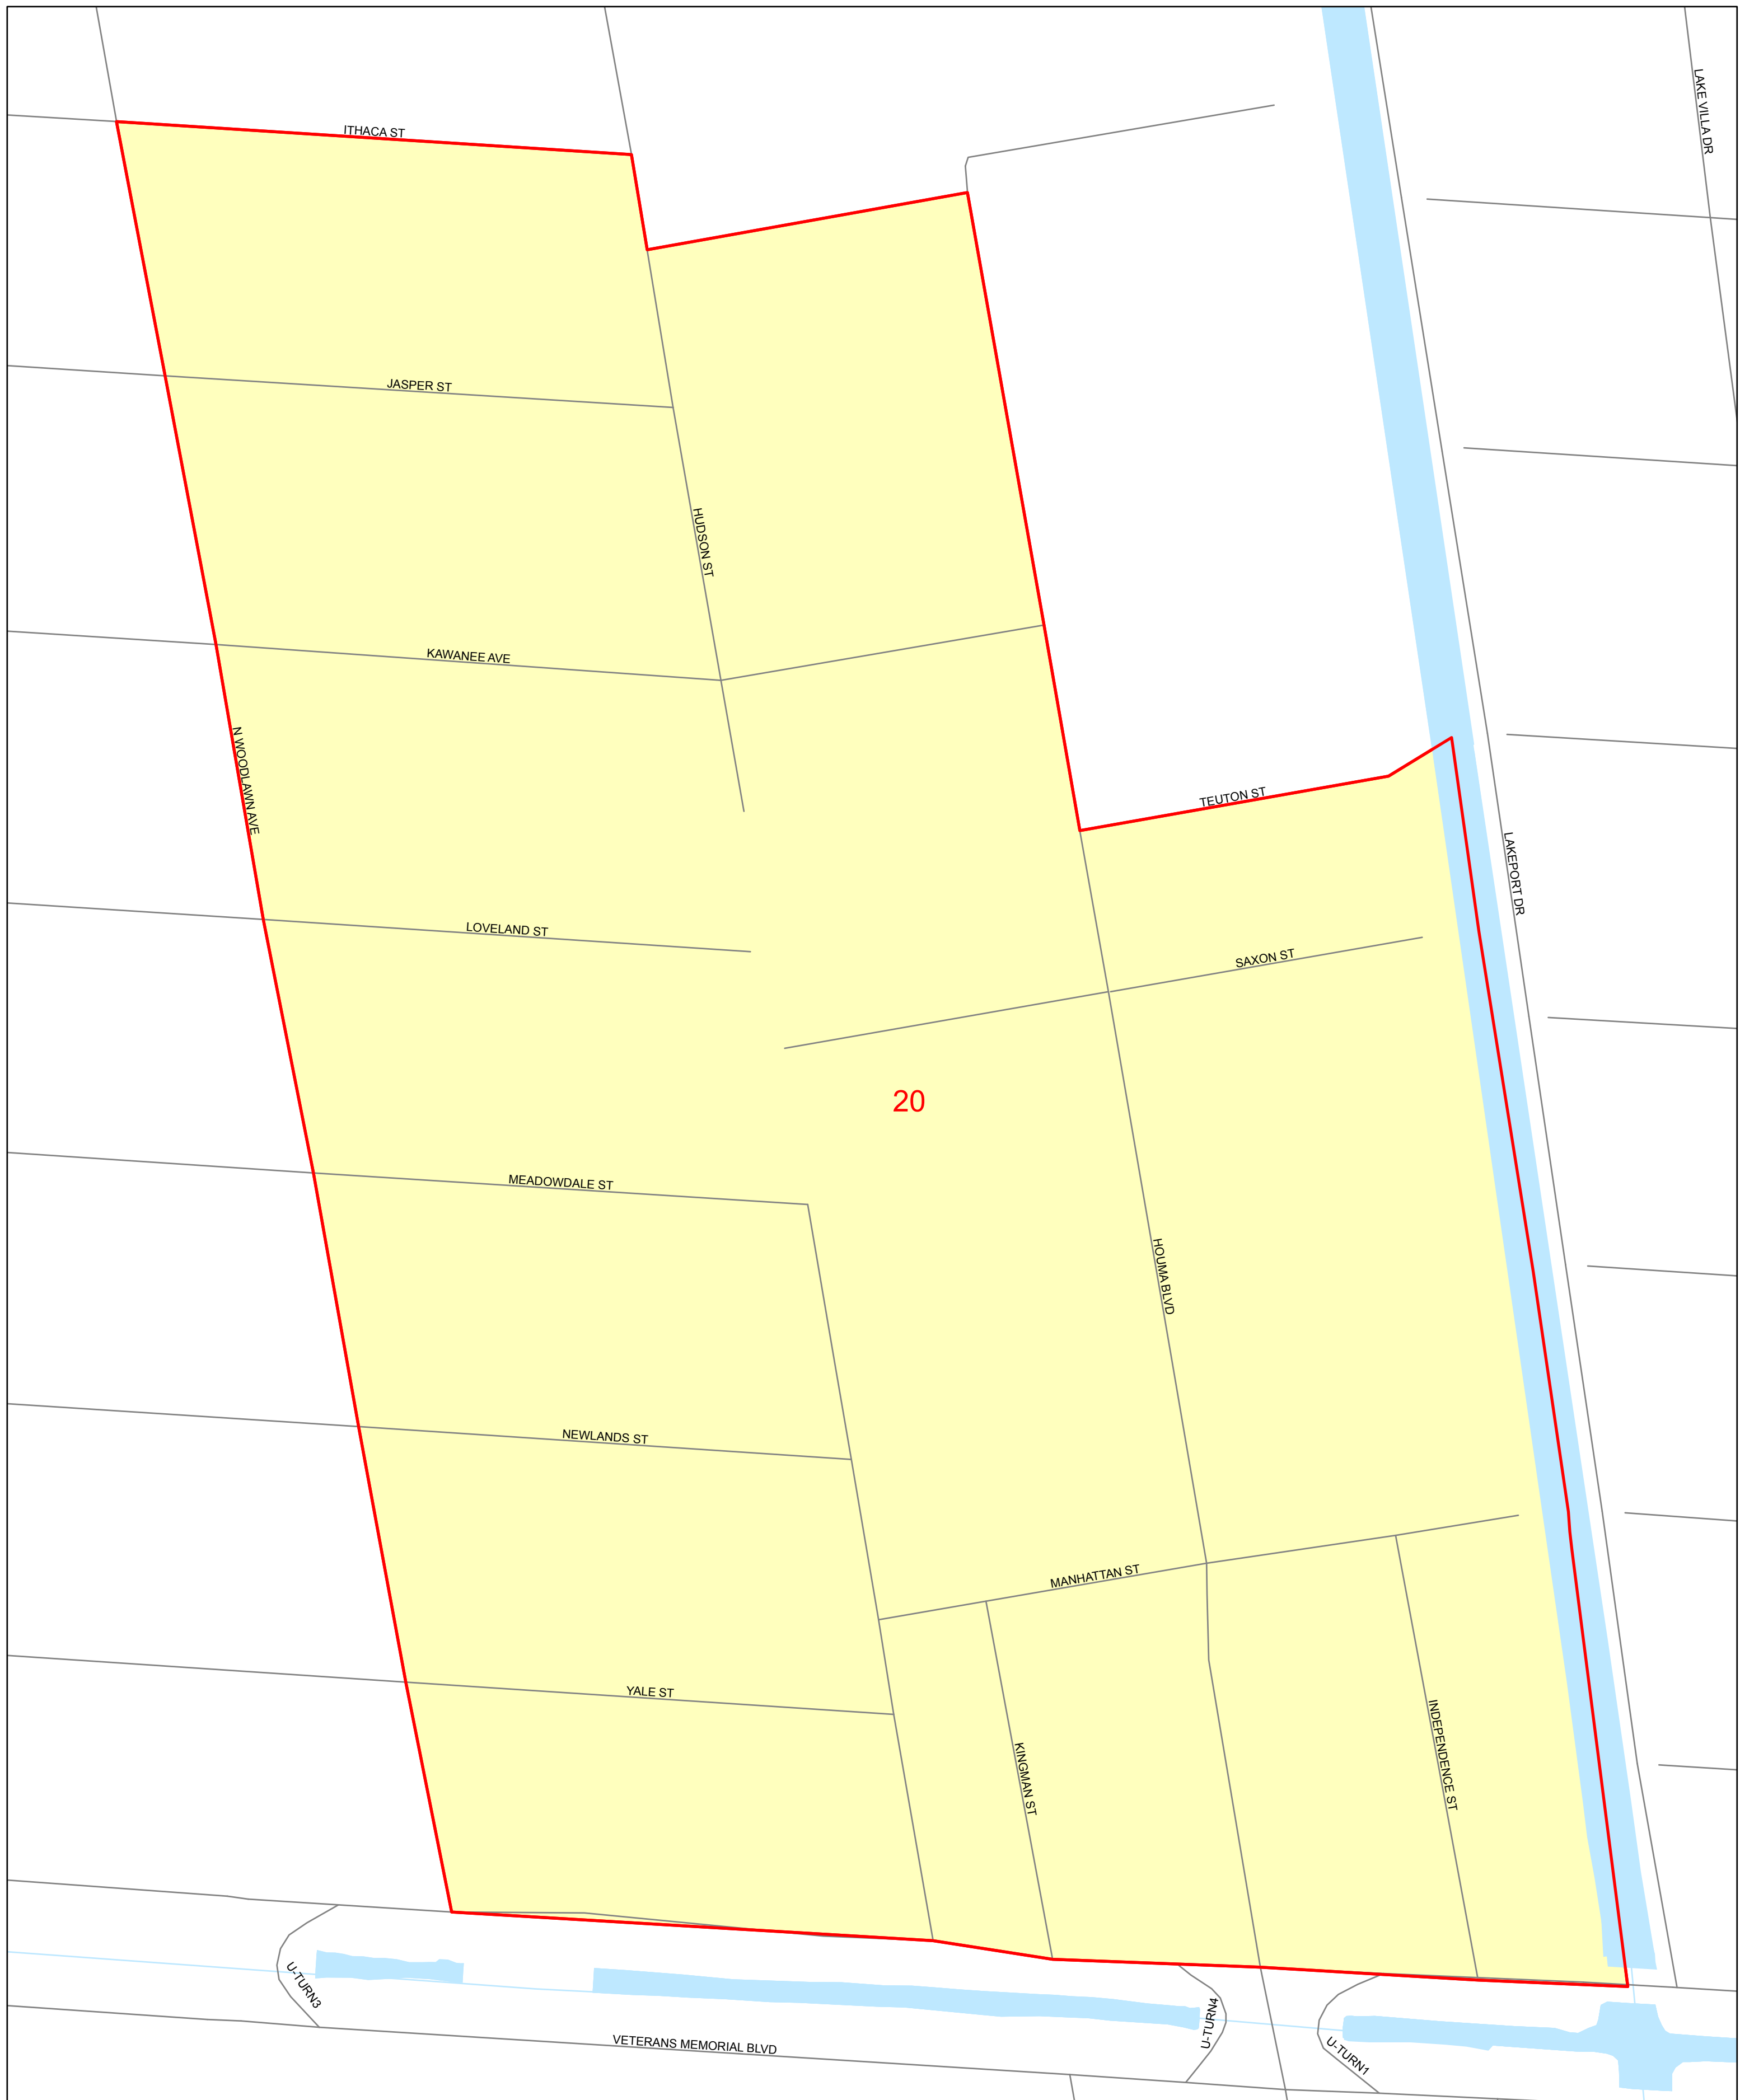 LAKE VILLA DR
ITHACA ST
JASPER ST
HUDSON ST
KAWANEE AVE
N WOODLAWN AVE
TEUTON ST
LAKEPORT DR
LOVELAND ST
SAXON ST
20
MEADOWDALE ST
HOUMA BLVD
NEWLANDS ST
MANHATTAN ST
YALE ST
KINGMAN ST
INDEPENDENCE ST
U-TURN3
U-TURN4
U-TURN1
VETERANS MEMORIAL BLVD